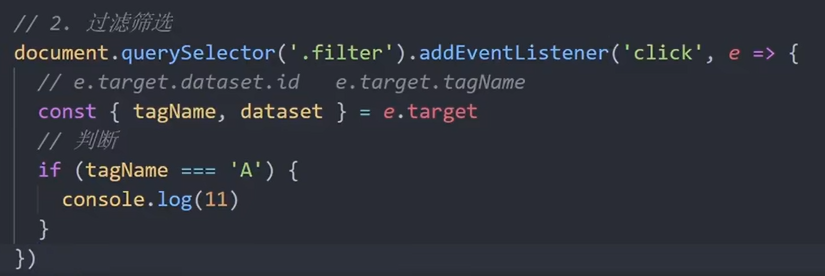 // 2. 过滤筛选
document.querySelector('.filter').addEventListener('click', e => {
// e.target.dataset.id   e.target.tagName
const { tagName, dataset } = e.target
// 判断
if (tagName === 'A') {
console.log(11)
}
})